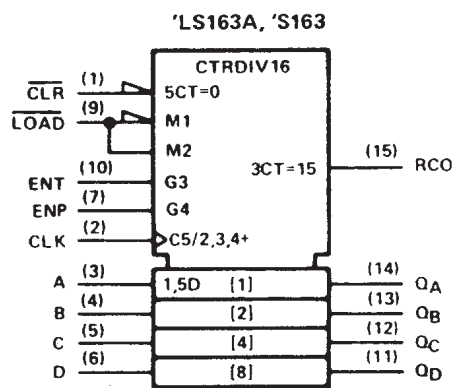 'LS163A, 'S163
CTRDIV16
CLR (1) 5CT=0
LOAD (9) M1
M2
ENT (10) G3 3CT=15 (15) RCO
ENP (7) G4
CLK (2) C5/2,3,4+
A (3) 1,5D [1] (14) QA
B (4) [2] (13) QB
C (5) [4] (12) QC
D (6) [8] (11) QD